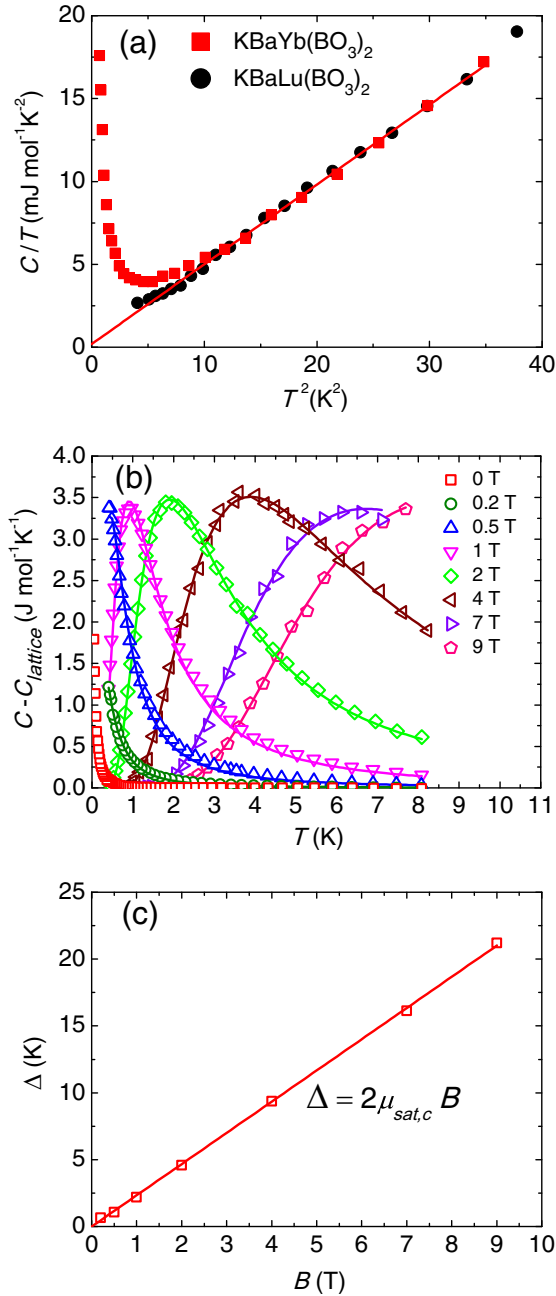 (a)
KBaYb(BO₃)₂
KBaLu(BO₃)₂
C/T (mJ mol⁻¹K⁻²)
20
15
10
5
0
0 10 20 30 40
T²(K²)
(b)
0 T
0.2 T
0.5 T
1 T
2 T
4 T
7 T
9 T
C-C_lattice (J mol⁻¹K⁻¹)
4.0
3.5
3.0
2.5
2.0
1.5
1.0
0.5
0.0
0 1 2 3 4 5 6 7 8 9 10 11
T (K)
(c)
Δ (K)
25
20
15
10
5
0
Δ = 2μ_sat,c B
0 1 2 3 4 5 6 7 8 9 10
B (T)